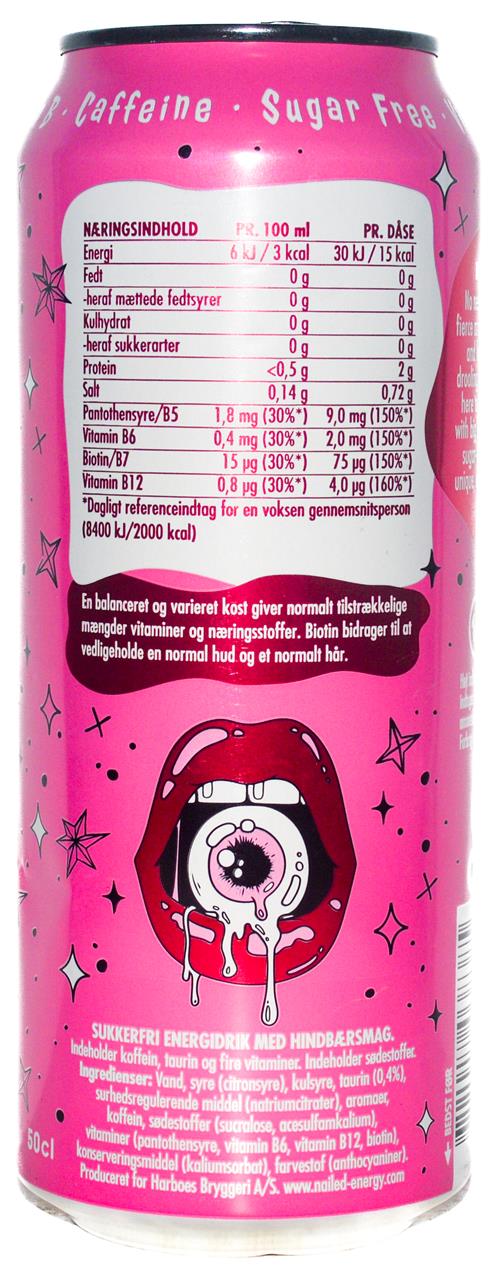 B · Caffeine · Sugar Free ·
NÆRINGSINDHOLD PR. 100 ml PR. DÅSE
Energi 6 kJ / 3 kcal 30 kJ / 15 kcal
Fedt 0 g 0 g
-heraf mættede fedtsyrer 0 g 0 g
Kulhydrat 0 g 0 g
-heraf sukkerarter 0 g 0 g
Protein <0,5 g 2 g
Salt 0,14 g 0,72 g
Pantothensyre/B5 1,8 mg (30%*) 9,0 mg (150%*)
Vitamin B6 0,4 mg (30%*) 2,0 mg (150%*)
Biotin/B7 15 µg (30%*) 75 µg (150%*)
Vitamin B12 0,8 µg (30%*) 4,0 µg (160%*)
*Dagligt referenceindtag for en voksen gennemsnitsperson
(8400 kJ/2000 kcal)
En balanceret og varieret kost giver normalt tilstrækkelige
mængder vitaminer og næringsstoffer. Biotin bidrager til at
vedligeholde en normal hud og et normalt hår.
SUKKERFRI ENERGIDRIK MED HINDBÆRSMAG.
Indeholder koffein, taurin og fire vitaminer. Indeholder sødestoffer.
Ingredienser: Vand, syre (citronsyre), kulsyre, taurin (0,4%),
surhedsregulerende middel (natriumcitrater), aromaer,
koffein, sødestoffer (sucralose, acesulfamkalium),
vitaminer (pantothensyre, vitamin B6, vitamin B12, biotin),
konserveringsmiddel (kaliumsorbat), farvestof (anthocyaniner).
Produceret for Harboes Bryggeri A/S. www.nailed-energy.com
50cl
BEDST FØR
No
fierce
and
drooling
here
with
sugar
unique